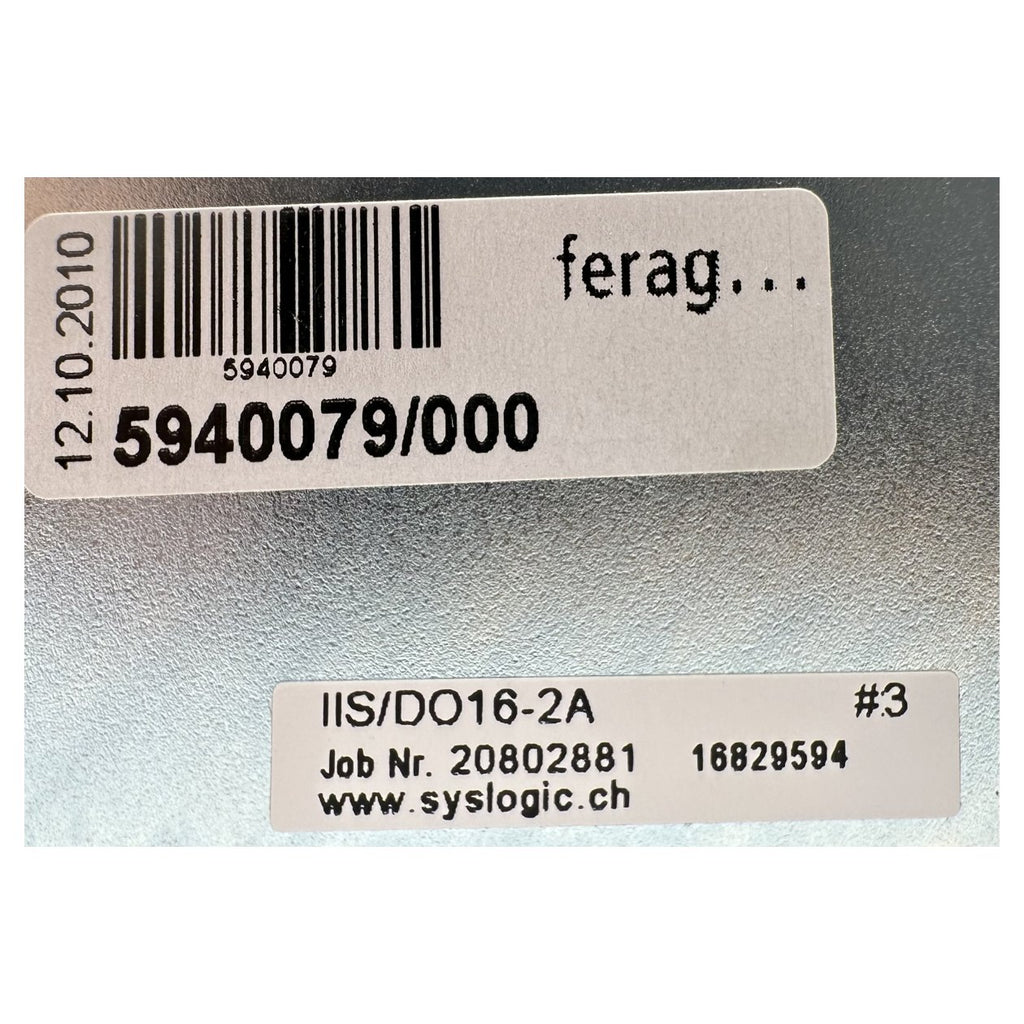 12.10.2010
ferag...
5940079
5940079/000
IIS/DO16-2A #3
Job Nr. 20802881 16829594
www.syslogic.ch